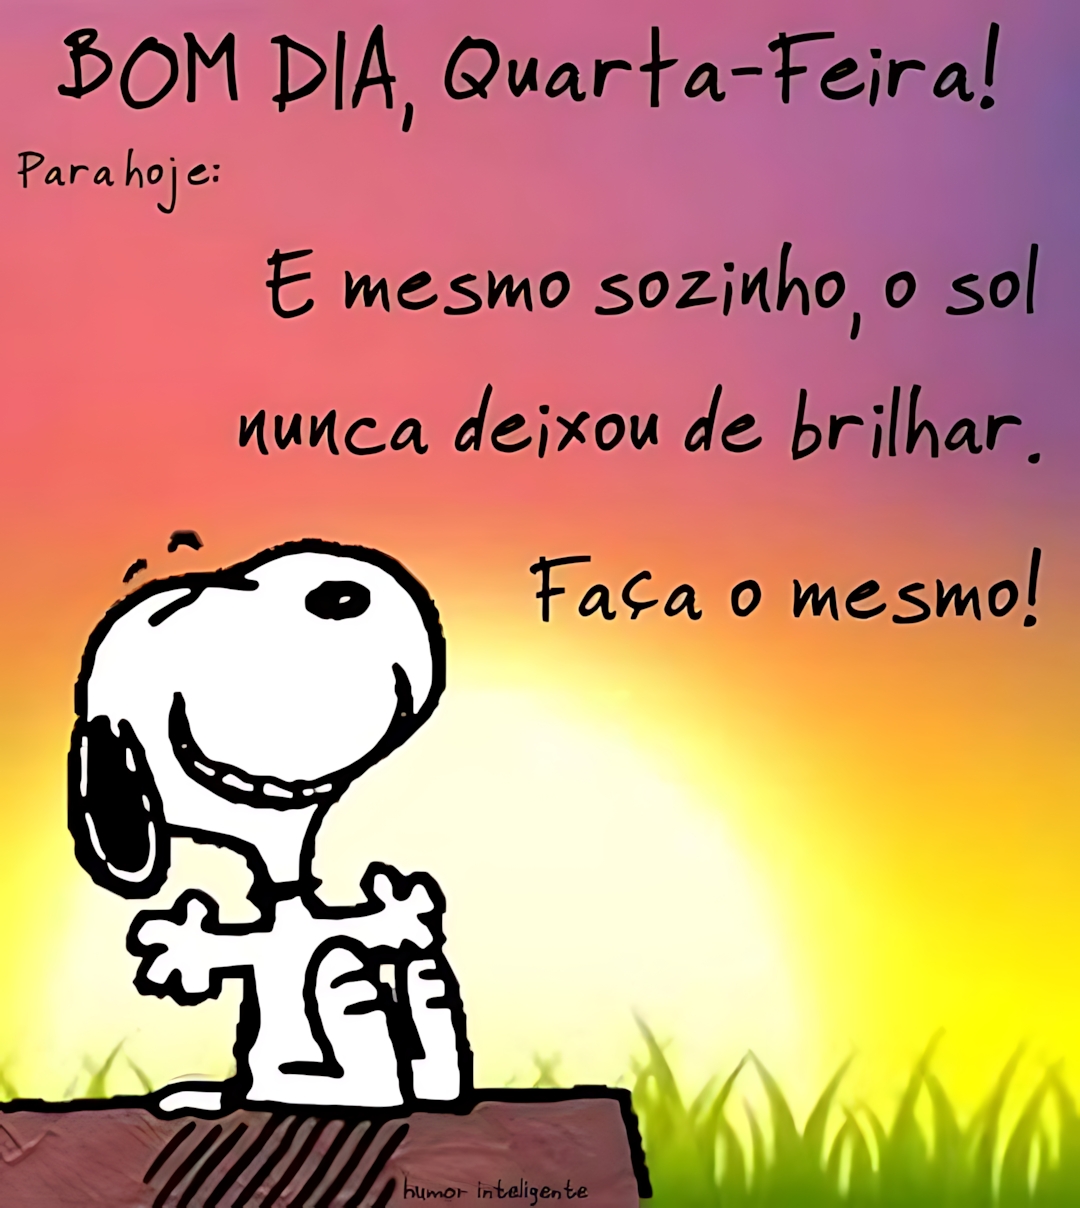 BOM DIA, Quarta-Feira!
Para hoje:
E mesmo sozinho, o sol
nunca deixou de brilhar.
Faça o mesmo!
humor inteligente